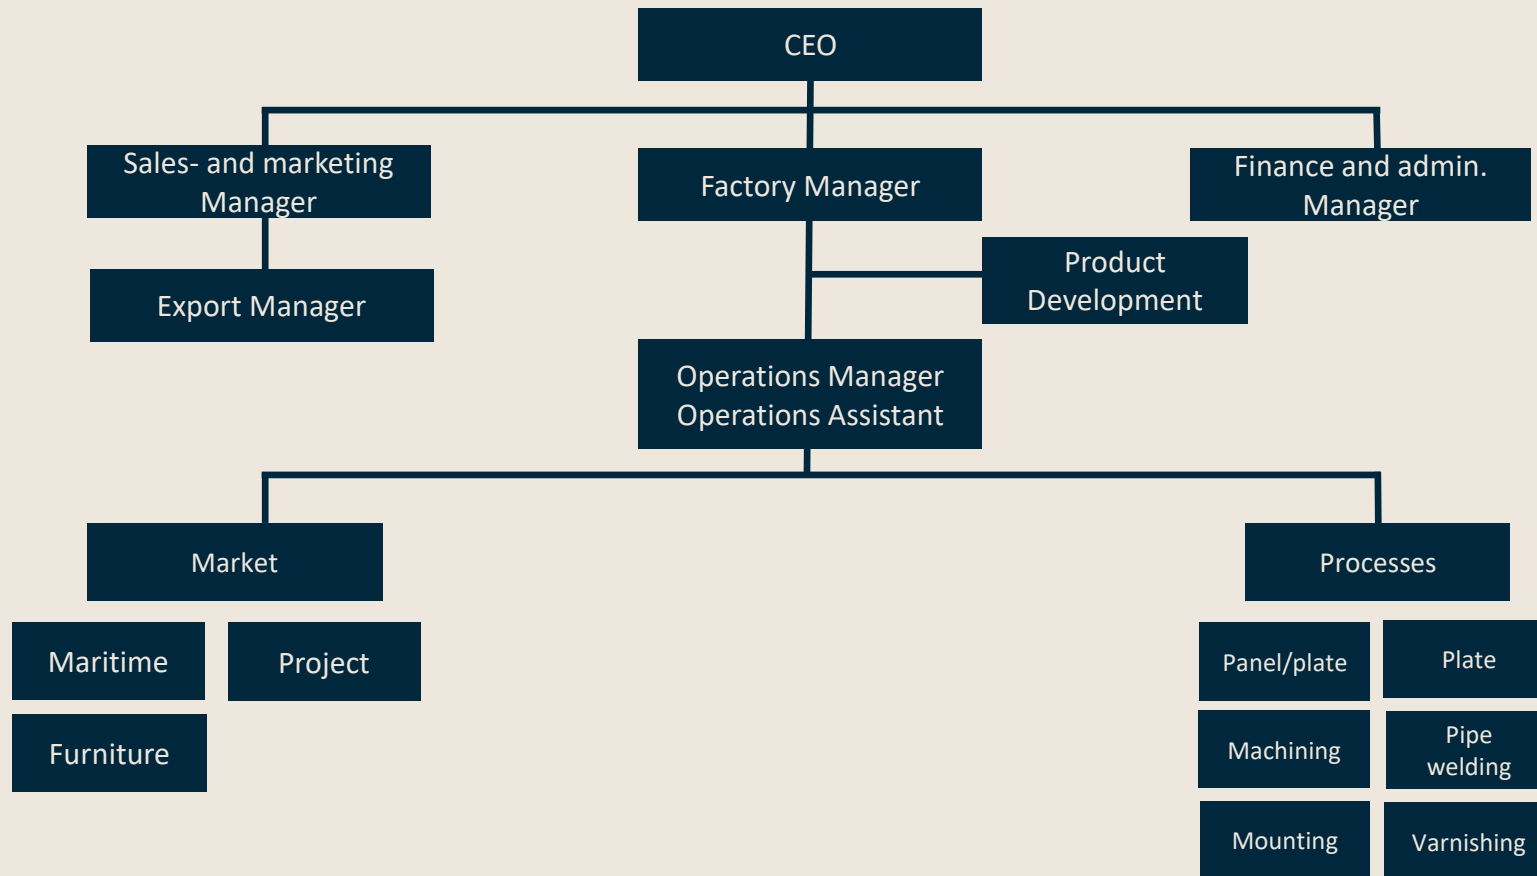 CEO
Sales- and marketing
Manager
Factory Manager
Finance and admin.
Manager
Export Manager
Product
Development
Operations Manager
Operations Assistant
Market
Processes
Maritime
Project
Panel/plate
Plate
Furniture
Machining
Pipe
welding
Mounting
Varnishing